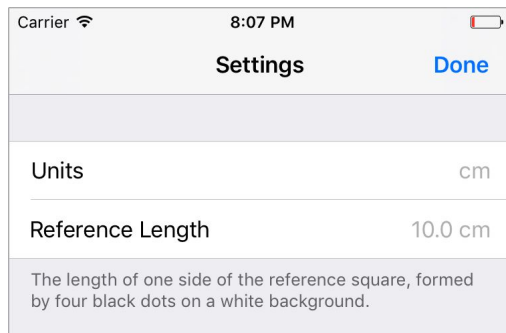 Carrier 8:07 PM
Settings Done
Units cm
Reference Length 10.0 cm
The length of one side of the reference square, formed
by four black dots on a white background.